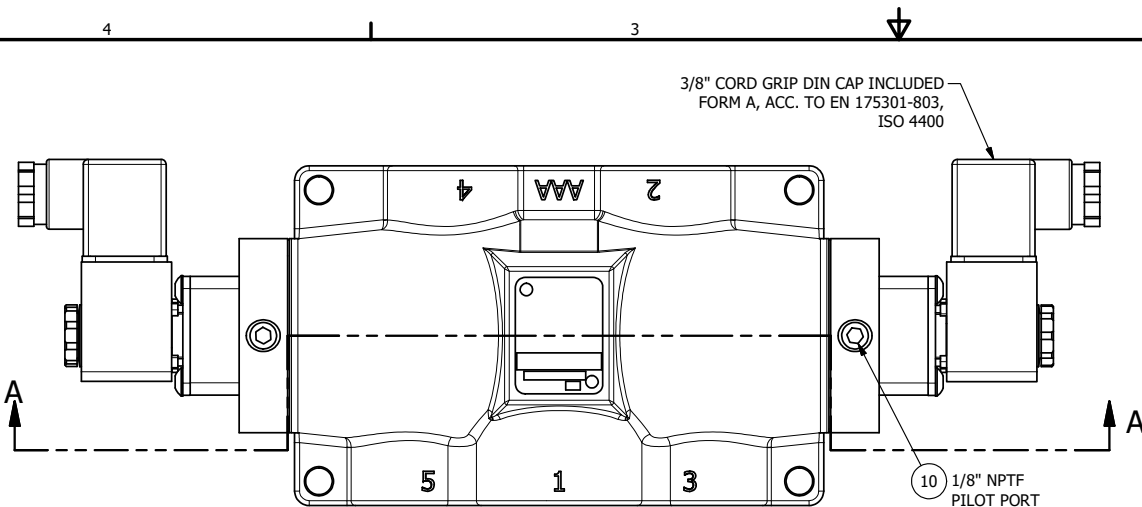 4 3
3/8" CORD GRIP DIN CAP INCLUDED
FORM A, ACC. TO EN 175301-803,
ISO 4400
4 AAA 2
A A
5 1 3
10 1/8" NPTF
PILOT PORT